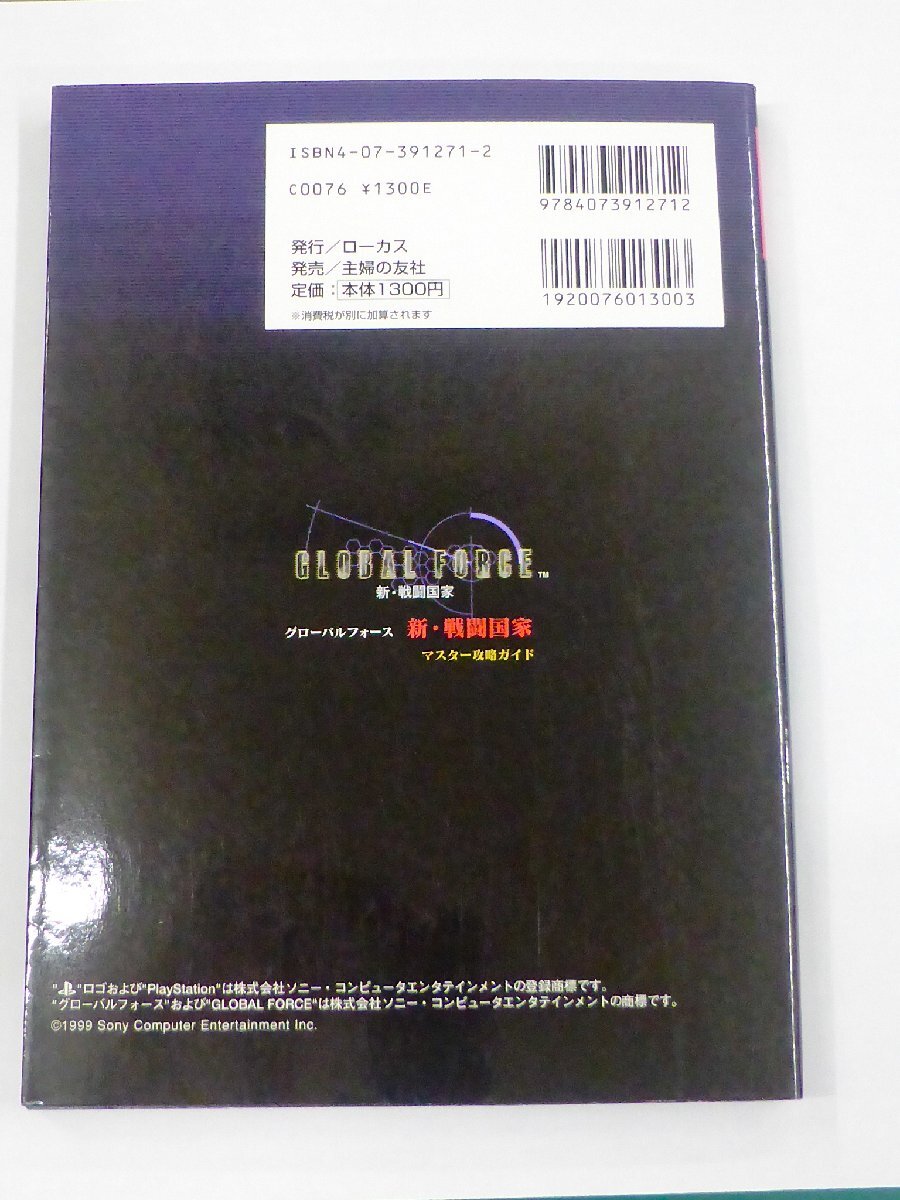 ISBN4-07-391271-2
C0076 ¥1300E
9784073912712
発行／ローカス
発売／主婦の友社
定価：本体1300円
※消費税が別に加算されます
1920076013003
GLOBAL FORCE™
新・戦闘国家
グローバルフォース 新・戦闘国家
マスター攻略ガイド
"PS"ロゴおよび"PlayStation"は株式会社ソニー・コンピュータエンタテインメントの登録商標です。
"グローバルフォース"および"GLOBAL FORCE"は株式会社ソニー・コンピュータエンタテインメントの商標です。
©1999 Sony Computer Entertainment Inc.